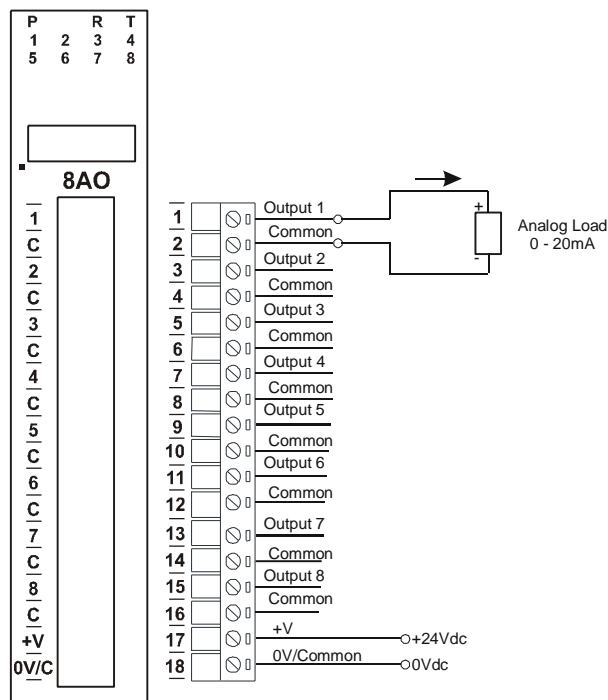 P R T
1 2 3 4
5 6 7 8
8AO
1
C
2
C
3
C
4
C
5
C
6
C
7
C
8
C
+V
0V/C
1 Output 1
2 Common
3 Output 2
4 Common
5 Output 3
6 Common
7 Output 4
8 Common
9 Output 5
10 Common
11 Output 6
12 Common
13 Output 7
14 Common
15 Output 8
16 Common
17 +V +24Vdc
18 0V/Common 0Vdc
+
-
Analog Load
0 - 20mA